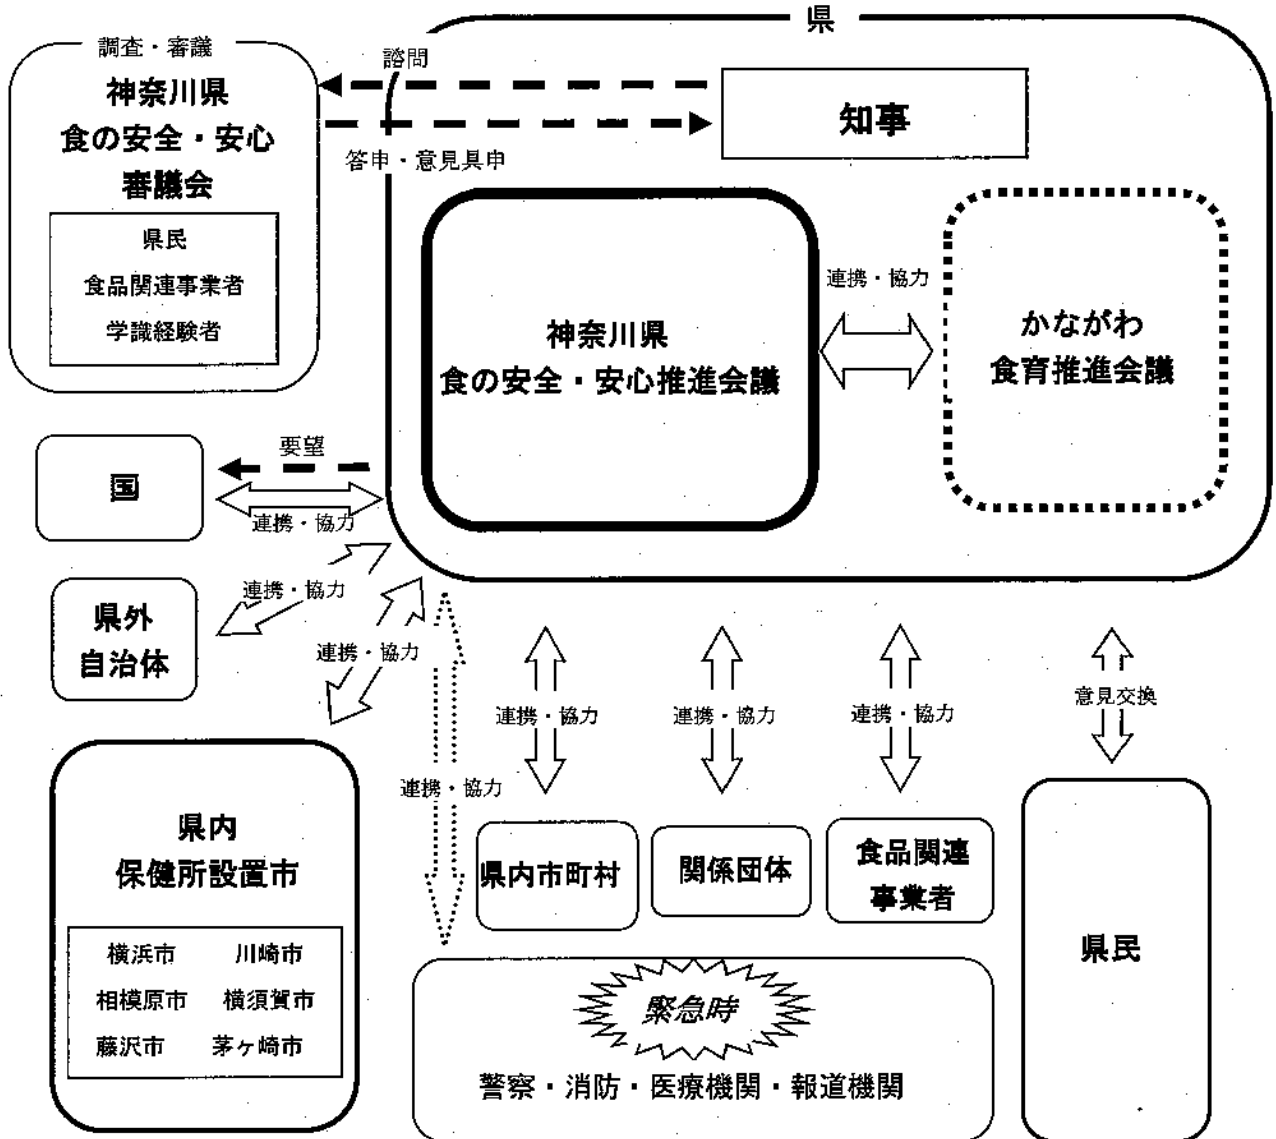 県
調査・審議
神奈川県
食の安全・安心
審議会
県民
食品関連事業者
学識経験者
諮問
答申・意見具申
知事
神奈川県
食の安全・安心推進会議
連携・協力
かながわ
食育推進会議
国
要望
連携・協力
県外
自治体
連携・協力
連携・協力
連携・協力
連携・協力
連携・協力
連携・協力
意見交換
県内
保健所設置市
横浜市 川崎市
相模原市 横須賀市
藤沢市 茅ヶ崎市
県内市町村
関係団体
食品関連
事業者
県民
緊急時
警察・消防・医療機関・報道機関